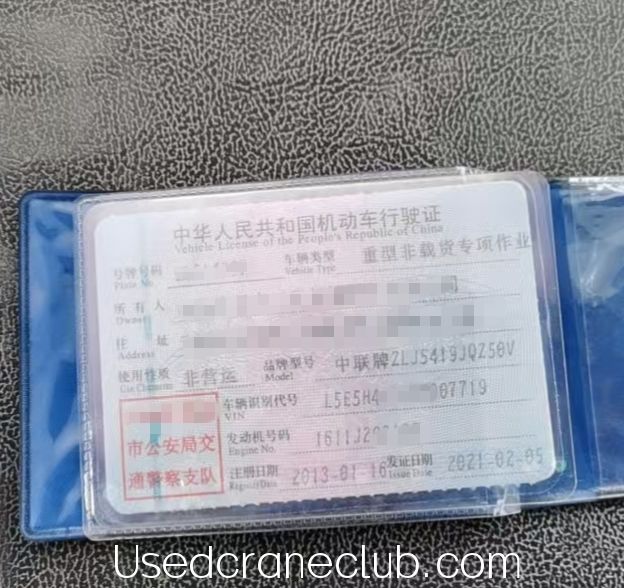 中华人民共和国机动车行驶证
Vehicle License of the People's Republic of China
号牌号码
Plate No.
车辆类型 重型非载货专项作业
Vehicle Type
所有人 司
Owner
住址
Address
使用性质 非营运 品牌型号 中联牌ZLJ5419JQZ50V
Use Character Model
车辆识别代号 L5E5H4 07719
VIN
发动机号码 1611J2
Engine No.
注册日期 2013-01-16 发证日期 2021-02-05
Register Date Issue Date
市公安局交
通警察支队
Usedcraneclub.com